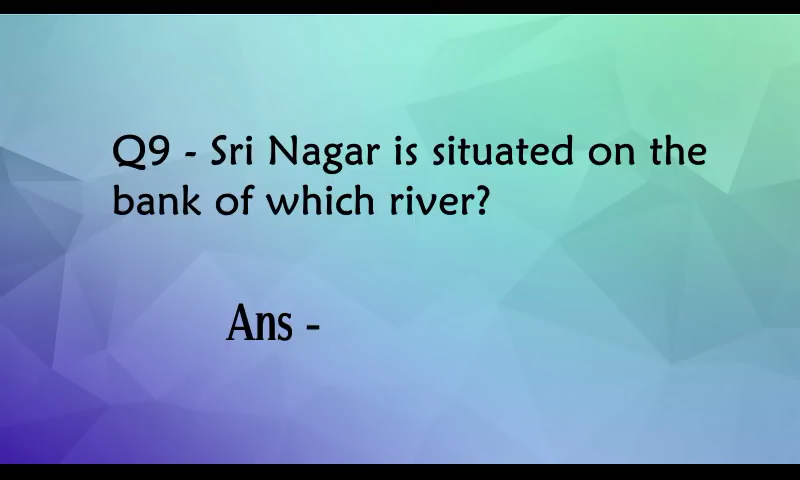 Q9 - Sri Nagar is situated on the
bank of which river?
Ans -